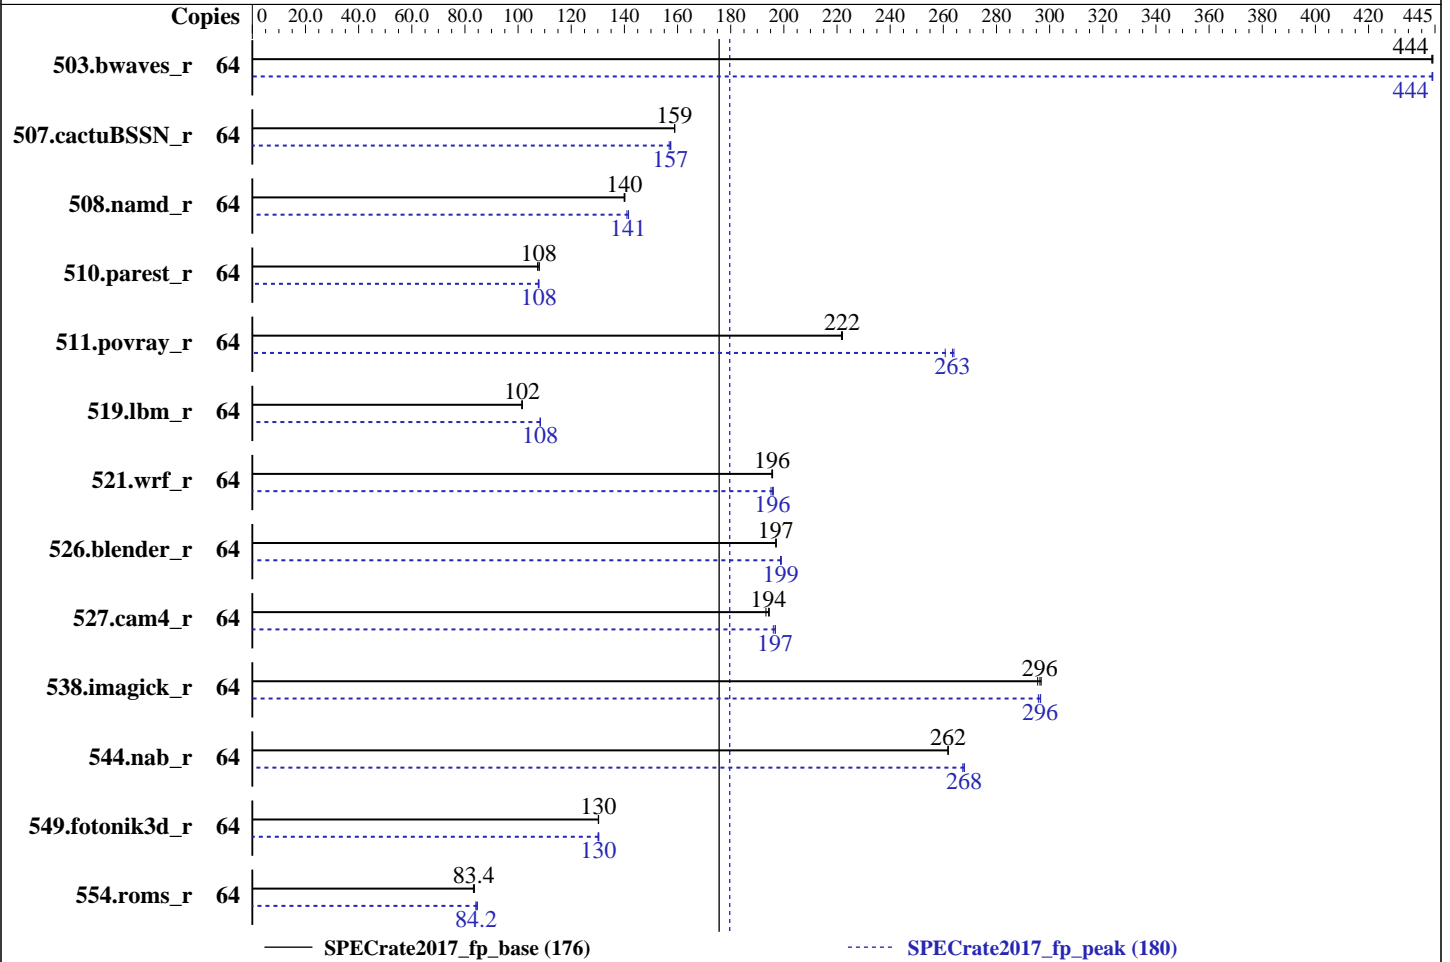 Copies 0 20.0 40.0 60.0 80.0 100 120 140 160 180 200 220 240 260 280 300 320 340 360 380 400 420 445
503.bwaves_r 64 444
444
507.cactuBSSN_r 64 159
157
508.namd_r 64 140
141
510.parest_r 64 108
108
511.povray_r 64 222
263
519.lbm_r 64 102
108
521.wrf_r 64 196
196
526.blender_r 64 197
199
527.cam4_r 64 194
197
538.imagick_r 64 296
296
544.nab_r 64 262
268
549.fotonik3d_r 64 130
130
554.roms_r 64 83.4
84.2
SPECrate2017_fp_base (176) SPECrate2017_fp_peak (180)